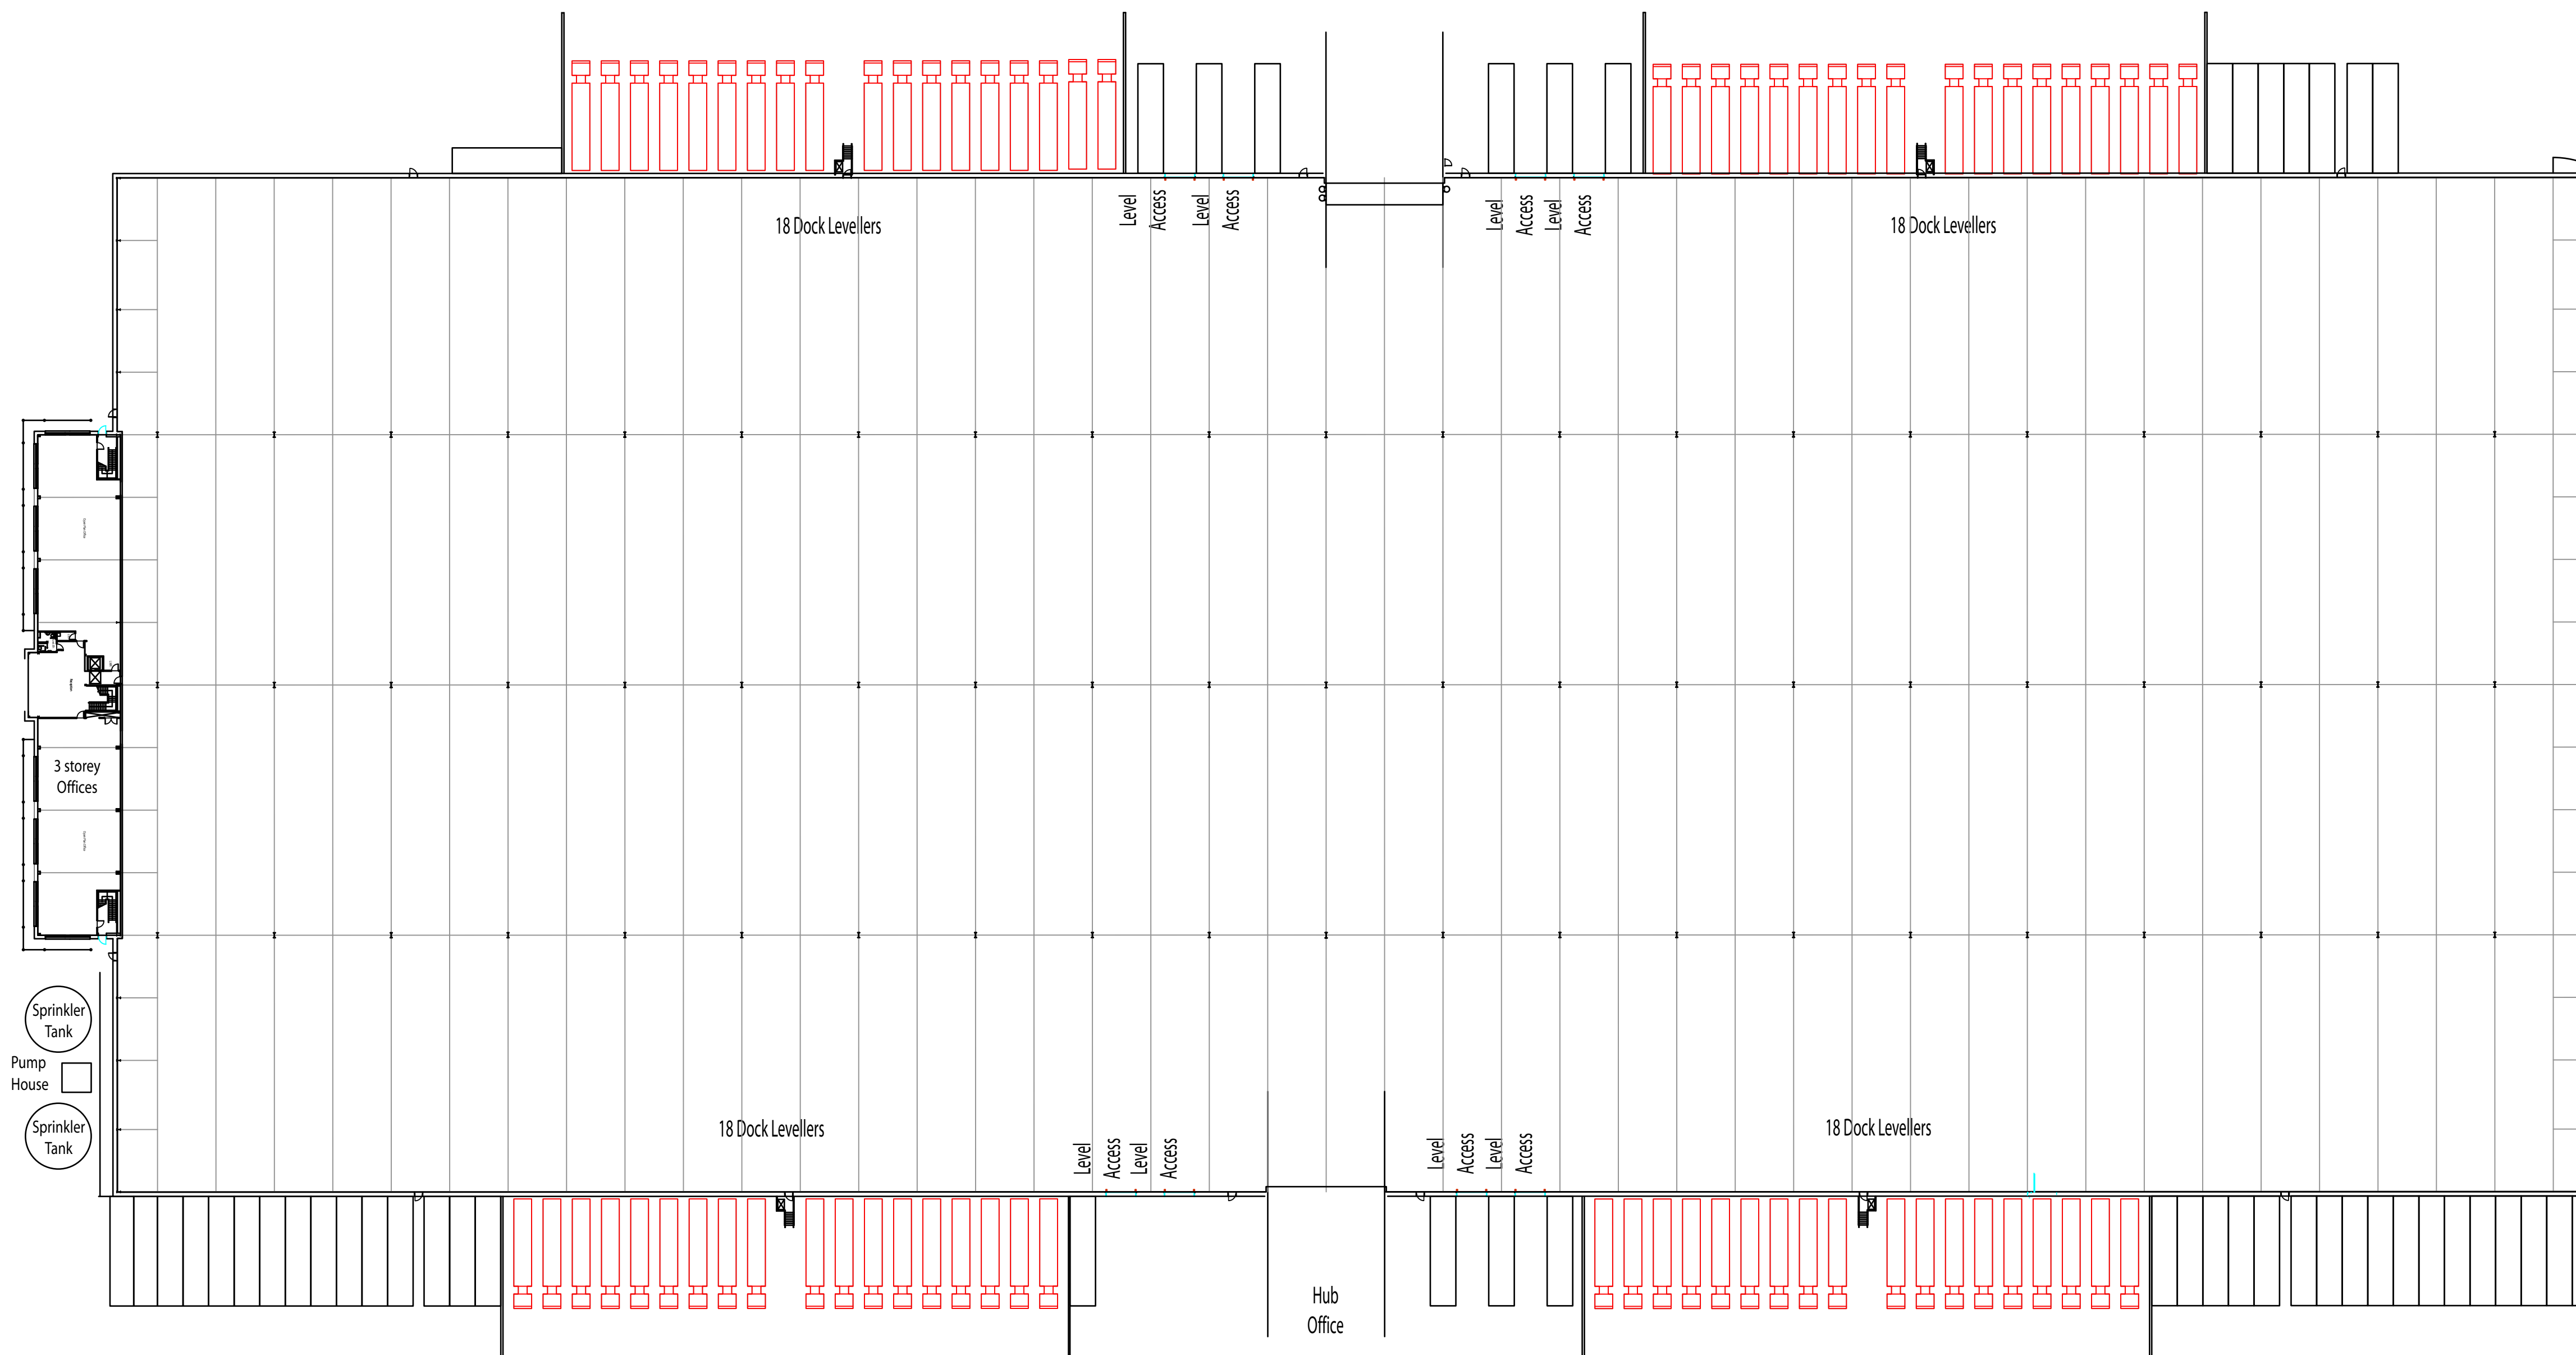 18 Dock Levellers
Level
Access
Level
Access
Level
Access
Level
Access
18 Dock Levellers
3 storey
Offices
Sprinkler
Tank
Pump
House
Sprinkler
Tank
18 Dock Levellers
Level
Access
Level
Access
Level
Access
Level
Access
18 Dock Levellers
Hub
Office